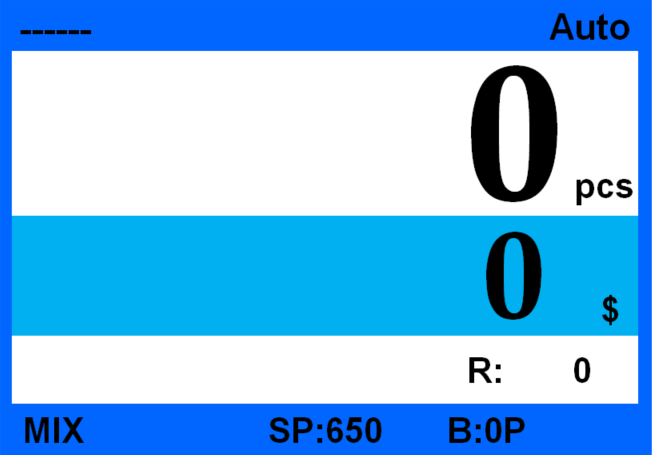 ------ Auto
0 pcs
0 $
R: 0
MIX SP:650 B:0P